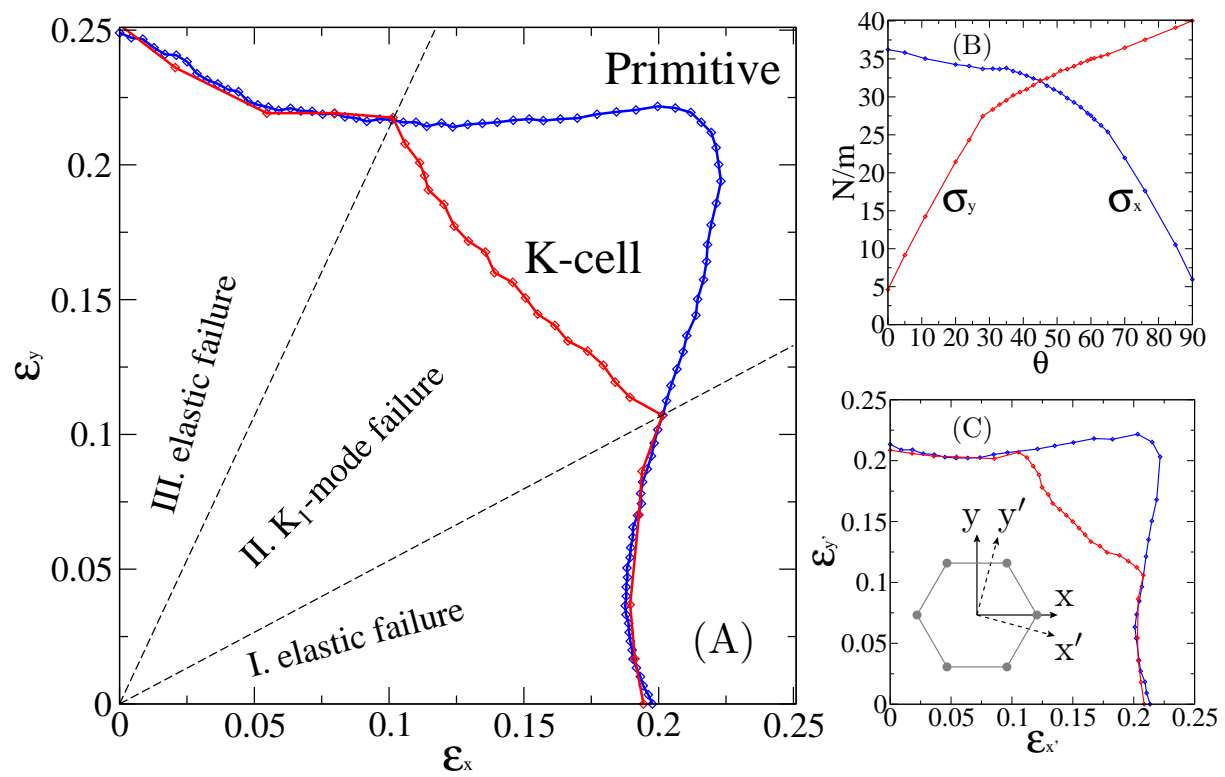 0.25
0.2
0.15
0.1
0.05
0
ε_y
0
0.05
0.1
0.15
0.2
0.25
ε_x
Primitive
K-cell
III. elastic failure
II. K₁-mode failure
I. elastic failure
(A)
40
35
30
25
20
15
10
5
0
N/m
(B)
σ_y
σ_x
0 10 20 30 40 50 60 70 80 90
θ
0.25
0.2
0.15
0.1
0.05
0
ε_y'
(C)
y
y'
x
x'
0
0.05
0.1
0.15
0.2
0.25
ε_x'